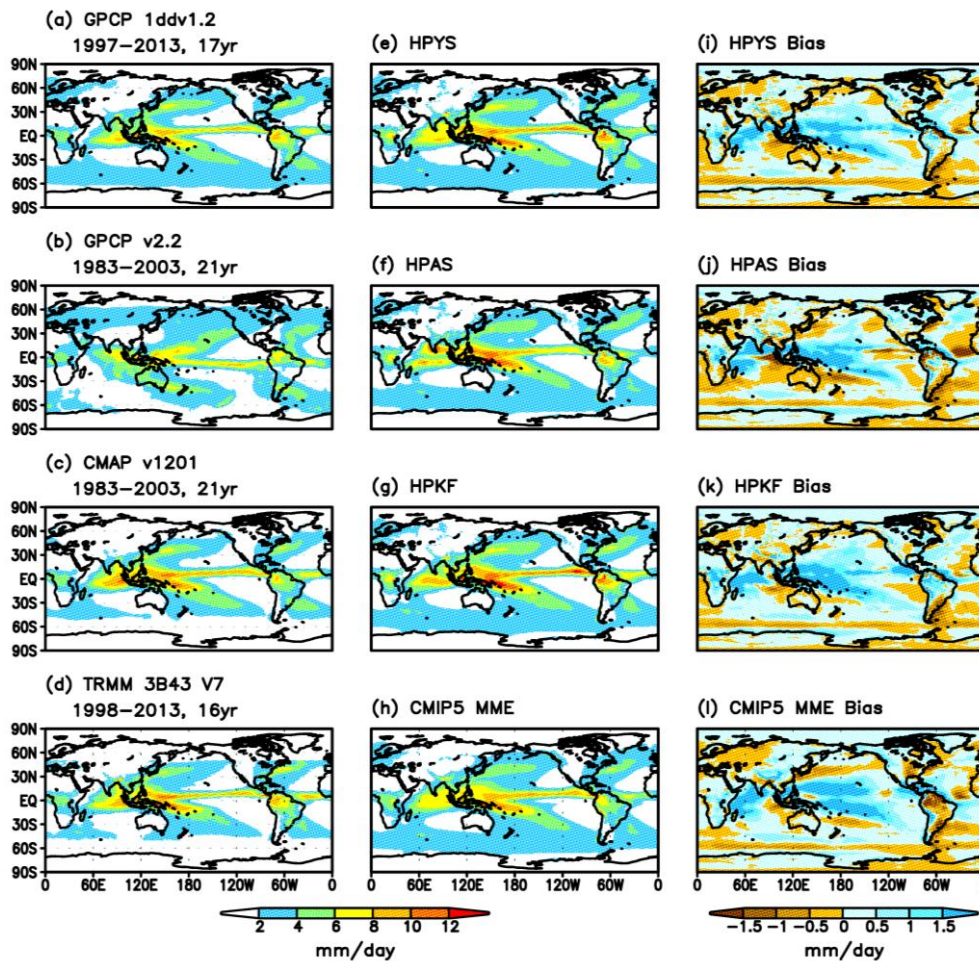 (a) GPCP 1ddv1.2
1997−2013, 17yr
(e) HPYS
(i) HPYS Bias
90N
60N
30N
EQ
30S
60S
90S
(b) GPCP v2.2
1983−2003, 21yr
(f) HPAS
(j) HPAS Bias
90N
60N
30N
EQ
30S
60S
90S
(c) CMAP v1201
1983−2003, 21yr
(g) HPKF
(k) HPKF Bias
90N
60N
30N
EQ
30S
60S
90S
(d) TRMM 3B43 V7
1998−2013, 16yr
(h) CMIP5 MME
(l) CMIP5 MME Bias
90N
60N
30N
EQ
30S
60S
90S
0 60E 120E 180 120W 60W 0
60E 120E 180 120W 60W 0
60E 120E 180 120W 60W
2 4 6 8 10 12
mm/day
−1.5 −1 −0.5 0 0.5 1 1.5
mm/day